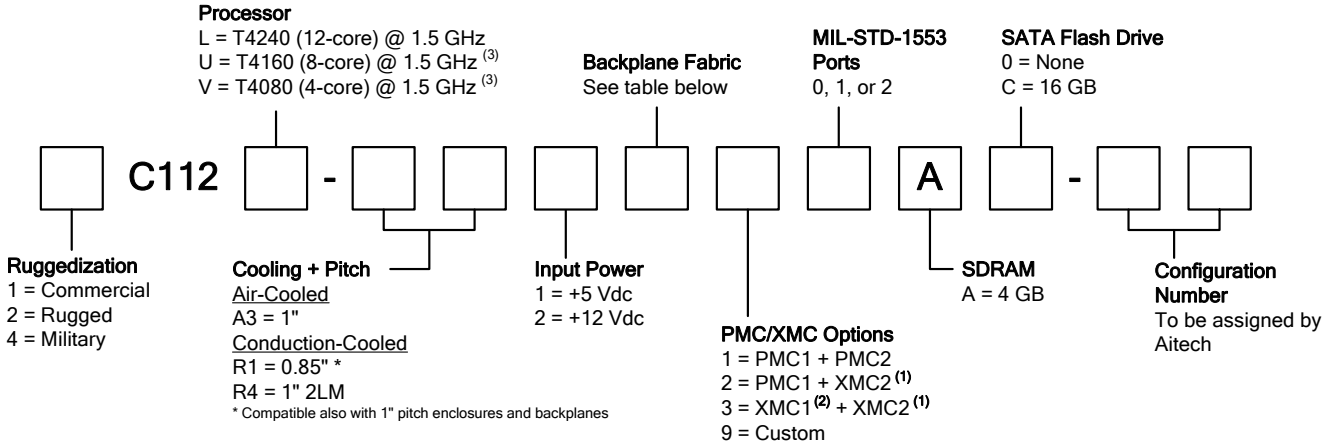 Processor
L = T4240 (12-core) @ 1.5 GHz
U = T4160 (8-core) @ 1.5 GHz (3)
V = T4080 (4-core) @ 1.5 GHz (3)
Backplane Fabric
See table below
MIL-STD-1553
Ports
0, 1, or 2
SATA Flash Drive
0 = None
C = 16 GB
C112 - A -
Ruggedization
1 = Commercial
2 = Rugged
4 = Military
Cooling + Pitch
Air-Cooled
A3 = 1"
Conduction-Cooled
R1 = 0.85" *
R4 = 1" 2LM
* Compatible also with 1" pitch enclosures and backplanes
Input Power
1 = +5 Vdc
2 = +12 Vdc
PMC/XMC Options
1 = PMC1 + PMC2
2 = PMC1 + XMC2 (1)
3 = XMC1 (2) + XMC2 (1)
9 = Custom
SDRAM
A = 4 GB
Configuration
Number
To be assigned by
Aitech